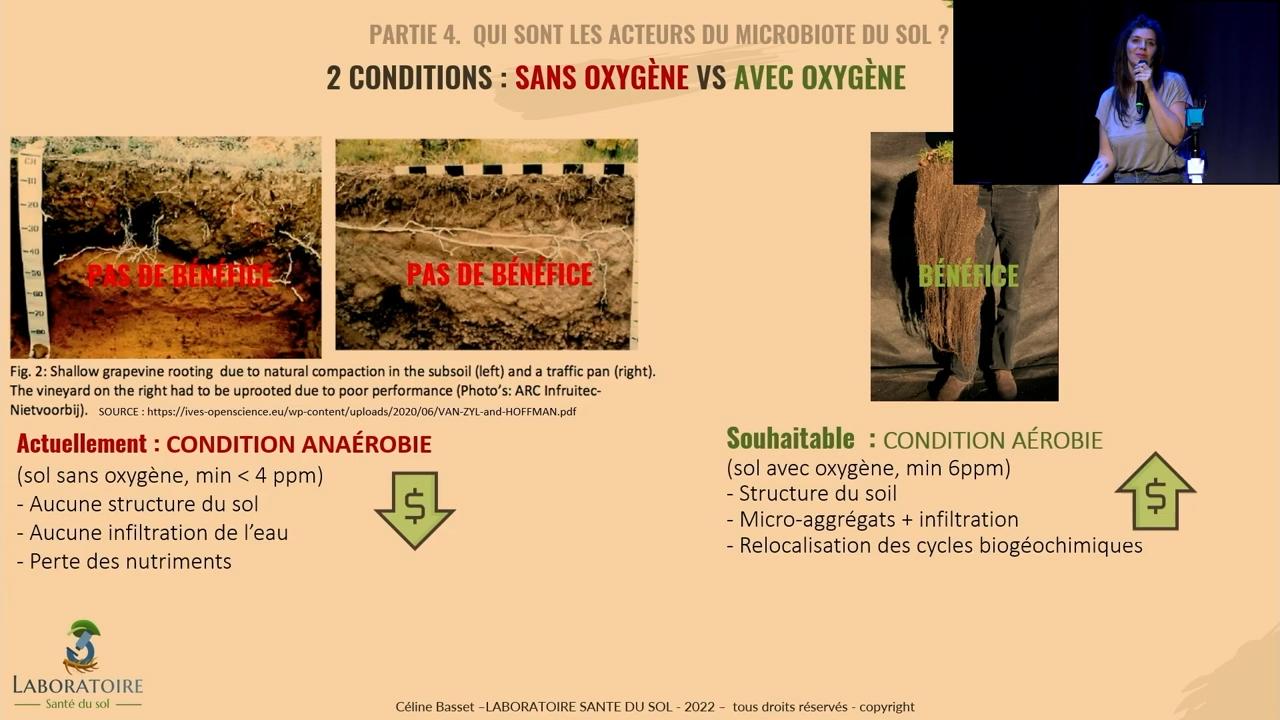 PARTIE 4. QUI SONT LES ACTEURS DU MICROBIOTE DU SOL ?
2 CONDITIONS : SANS OXYGÈNE VS AVEC OXYGÈNE
PAS DE BÉNÉFICE
PAS DE BÉNÉFICE
BÉNÉFICE
Fig. 2: Shallow grapevine rooting due to natural compaction in the subsoil (left) and a traffic pan (right).
The vineyard on the right had to be uprooted due to poor performance (Photo's: ARC Infruitec-
Nietvoorbij). SOURCE : https://ives-openscience.eu/wp-content/uploads/2020/06/VAN-ZYL-and-HOFFMAN.pdf
Actuellement : CONDITION ANAÉROBIE
(sol sans oxygène, min < 4 ppm)
- Aucune structure du sol
- Aucune infiltration de l’eau
- Perte des nutriments
$
Souhaitable : CONDITION AÉROBIE
(sol avec oxygène, min 6ppm)
- Structure du soil
- Micro-aggrégats + infiltration
- Relocalisation des cycles biogéochimiques
$
LABORATOIRE
Santé du sol
Céline Basset –LABORATOIRE SANTE DU SOL - 2022 – tous droits réservés - copyright